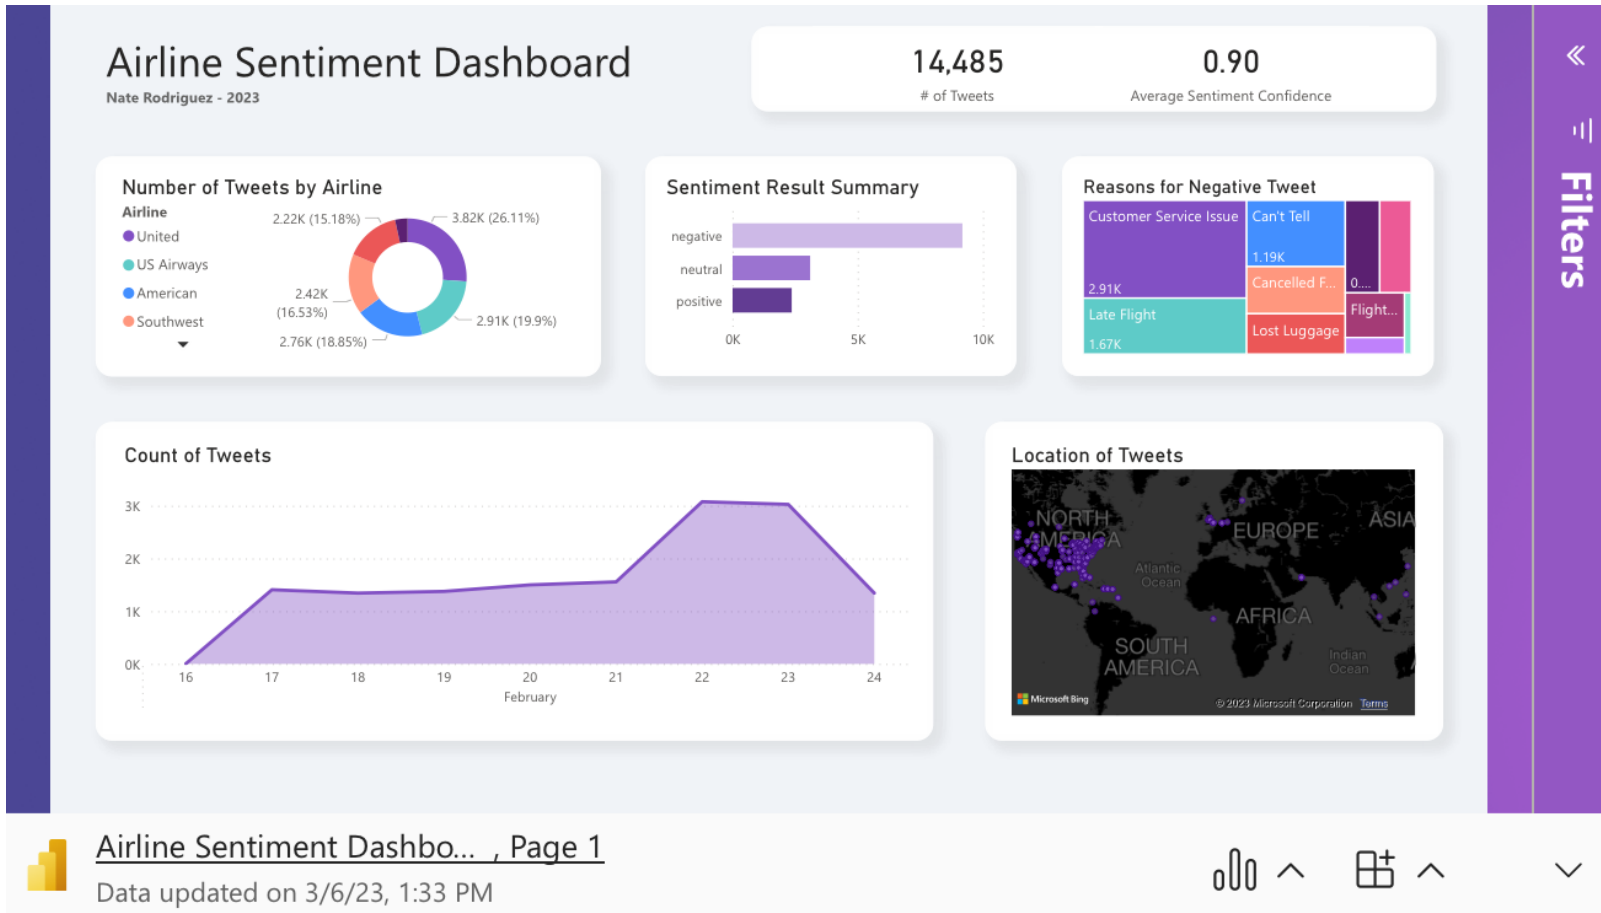 Airline Sentiment Dashboard
Nate Rodriguez - 2023
14,485
# of Tweets
0.90
Average Sentiment Confidence
Filters
Number of Tweets by Airline
Airline
United
US Airways
American
Southwest
2.22K (15.18%)
3.82K (26.11%)
2.42K
(16.53%)
2.91K (19.9%)
2.76K (18.85%)
Sentiment Result Summary
negative
neutral
positive
0K
5K
10K
Reasons for Negative Tweet
Customer Service Issue
2.91K
Can't Tell
1.19K
Late Flight
1.67K
Cancelled F...
Lost Luggage
0....
Flight...
Count of Tweets
3K
2K
1K
0K
16
17
18
19
20
21
22
23
24
February
Location of Tweets
NORTH
AMERICA
EUROPE
ASIA
Atlantic
Ocean
AFRICA
SOUTH
AMERICA
Indian
Ocean
Microsoft Bing
© 2023 Microsoft Corporation
Terms
Airline Sentiment Dashbo... , Page 1
Data updated on 3/6/23, 1:33 PM